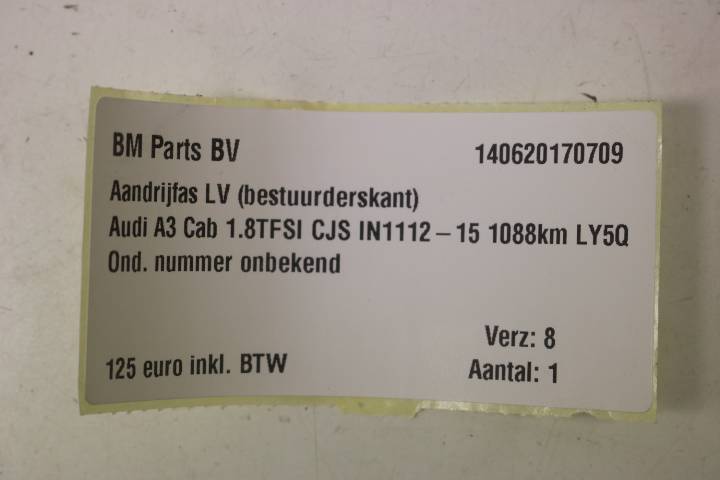 BM Parts BV 140620170709
Aandrijfas LV (bestuurderskant)
Audi A3 Cab 1.8TFSI CJS IN1112-15 1088km LY5Q
Ond. nummer onbekend
Verz: 8
125 euro inkl. BTW Aantal: 1